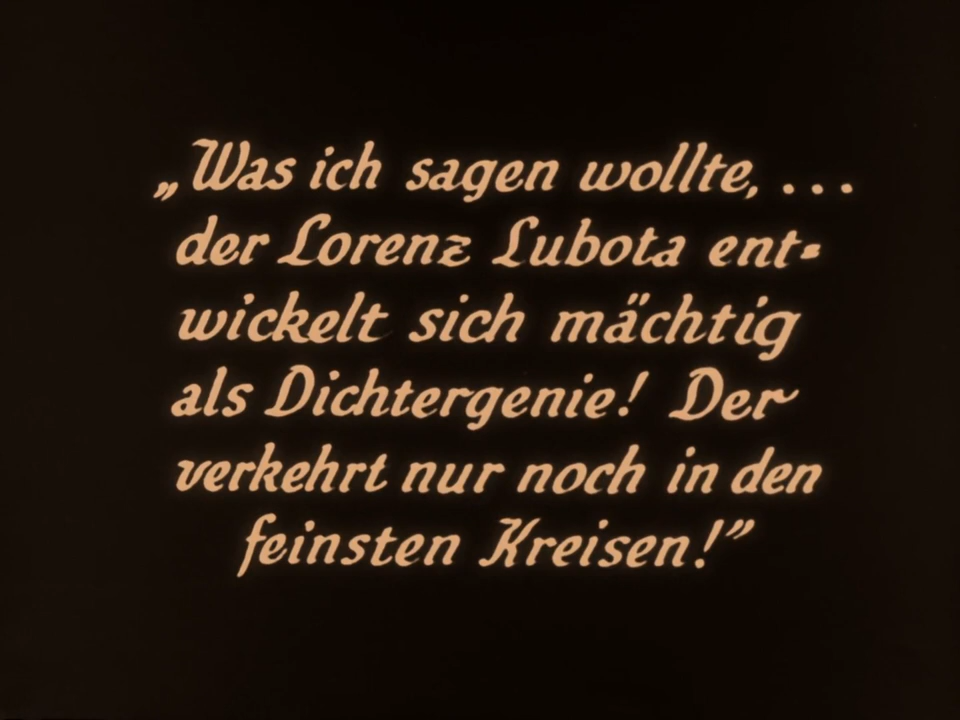 „Was ich sagen wollte, ...
der Lorenz Lubota ent-
wickelt sich mächtig
als Dichtergenie! Der
verkehrt nur noch in den
feinsten Kreisen!”